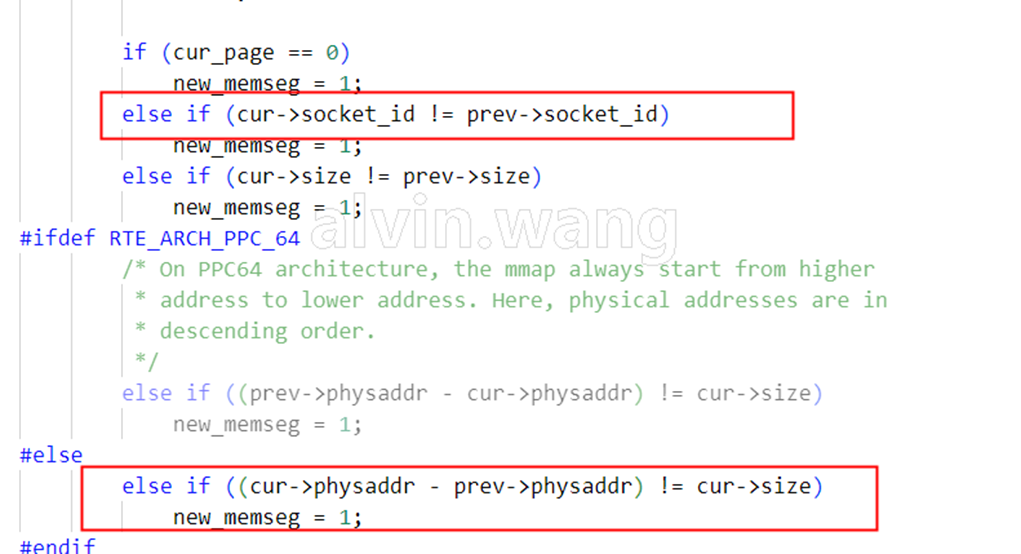 if (cur_page == 0)
new_memseg = 1;
else if (cur->socket_id != prev->socket_id)
new_memseg = 1;
else if (cur->size != prev->size)
new_memseg = 1;
alvin.wang
#ifdef RTE_ARCH_PPC_64
/* On PPC64 architecture, the mmap always start from higher
* address to lower address. Here, physical addresses are in
* descending order.
*/
else if ((prev->physaddr - cur->physaddr) != cur->size)
new_memseg = 1;
#else
else if ((cur->physaddr - prev->physaddr) != cur->size)
new_memseg = 1;
#endif